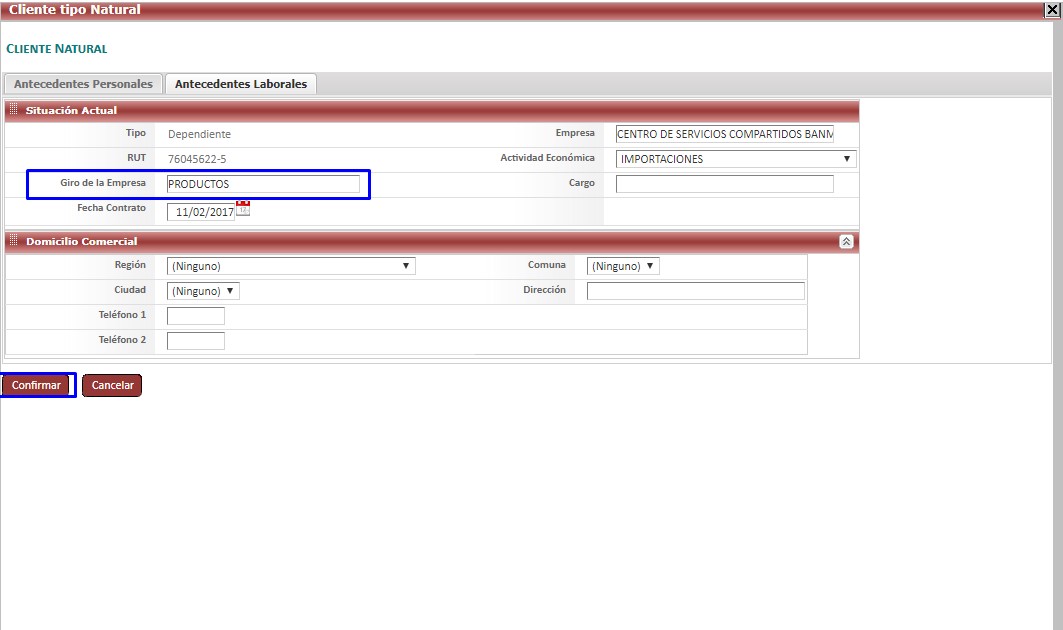 Cliente tipo Natural
CLIENTE NATURAL
Antecedentes Personales Antecedentes Laborales
Situación Actual
Tipo Dependiente Empresa CENTRO DE SERVICIOS COMPARTIDOS BANM
RUT 76045622-5 Actividad Económica IMPORTACIONES
Giro de la Empresa PRODUCTOS Cargo
Fecha Contrato 11/02/2017
Domicilio Comercial
Región (Ninguno) Comuna (Ninguno)
Ciudad (Ninguno) Dirección
Teléfono 1
Teléfono 2
Confirmar Cancelar